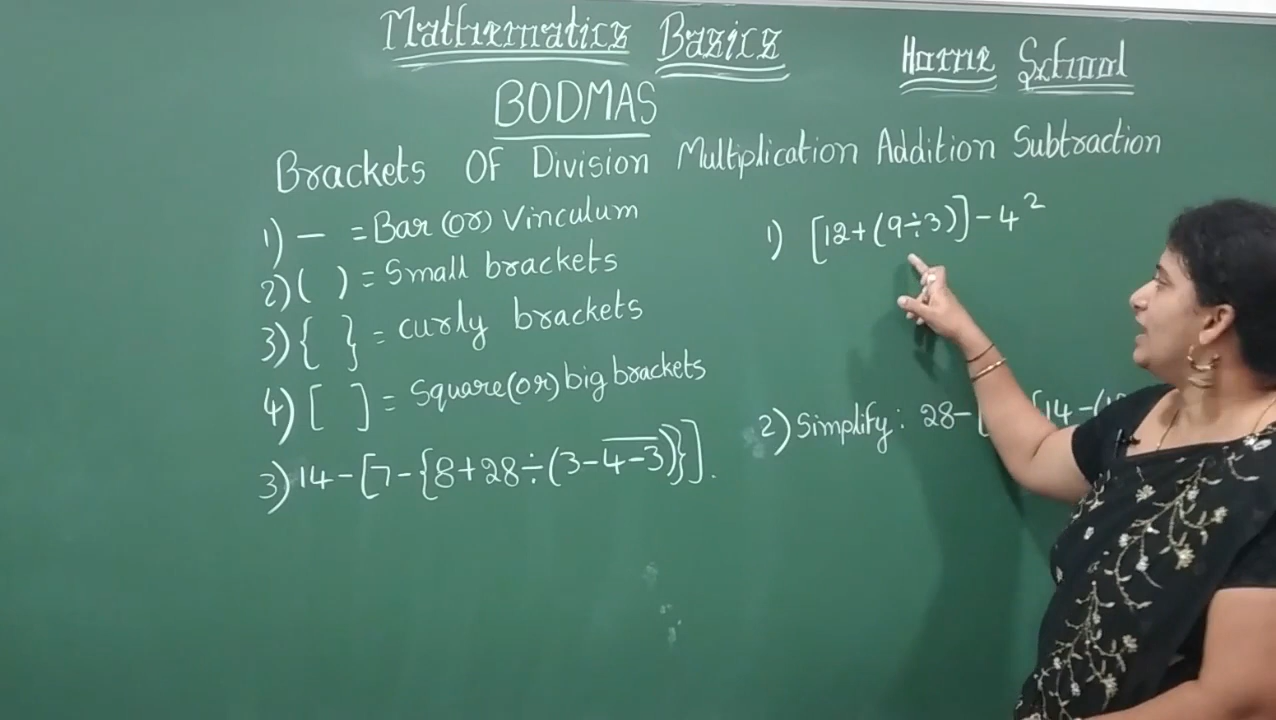 Mathematics Basics
Home School
BODMAS
Brackets OF Division Multiplication Addition Subtraction
1) — = Bar (or) Vinculum
2) ( ) = Small brackets
3) { } = curly brackets
4) [ ] = Square (or) big brackets
3) 14 - [7 - {8 + 28 ÷ (3 - 4̅ ̅-̅ ̅3̅)}].
1) [12 + (9 ÷ 3)] - 4²
2) Simplify: 28 - [ 14 - (